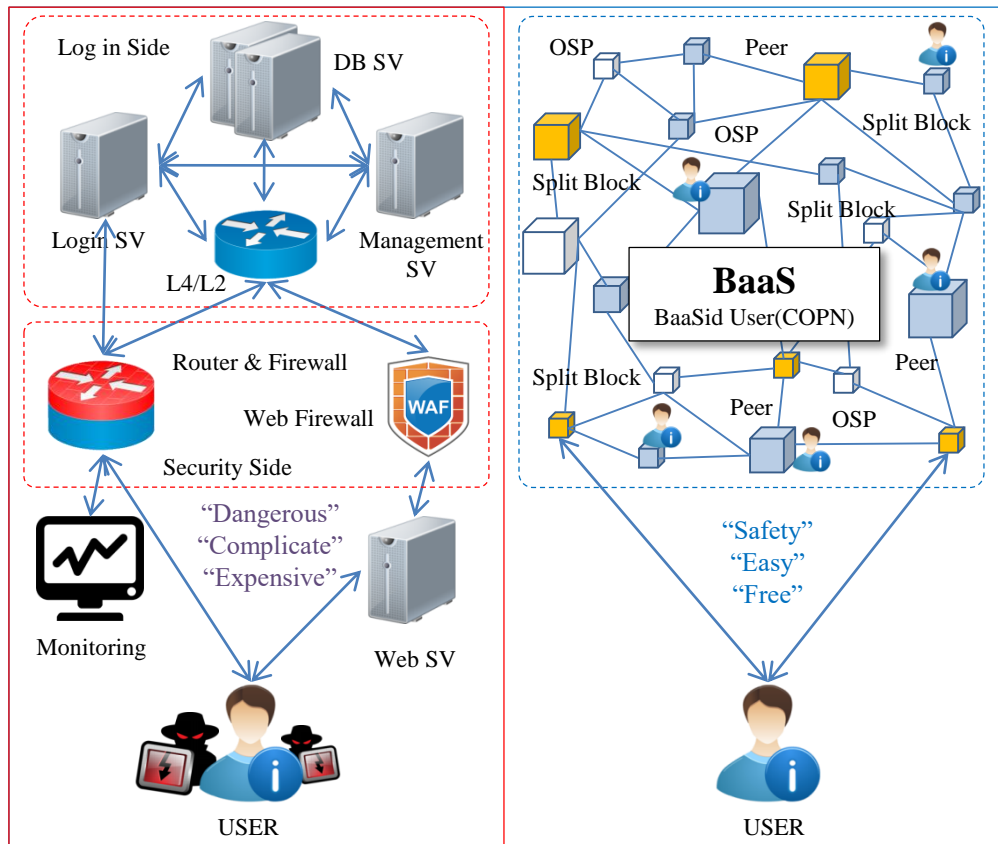 Log in Side
DB SV
Login SV
Management
SV
L4/L2
Router & Firewall
Web Firewall
WAF
Security Side
“Dangerous”
“Complicate”
“Expensive”
Monitoring
Web SV
i
USER
OSP
Peer
i
OSP
Split Block
Split Block
i
Split Block
i
BaaS
BaaSid User(COPN)
Peer
Split Block
Peer
OSP
i
i
“Safety”
“Easy”
“Free”
i
USER